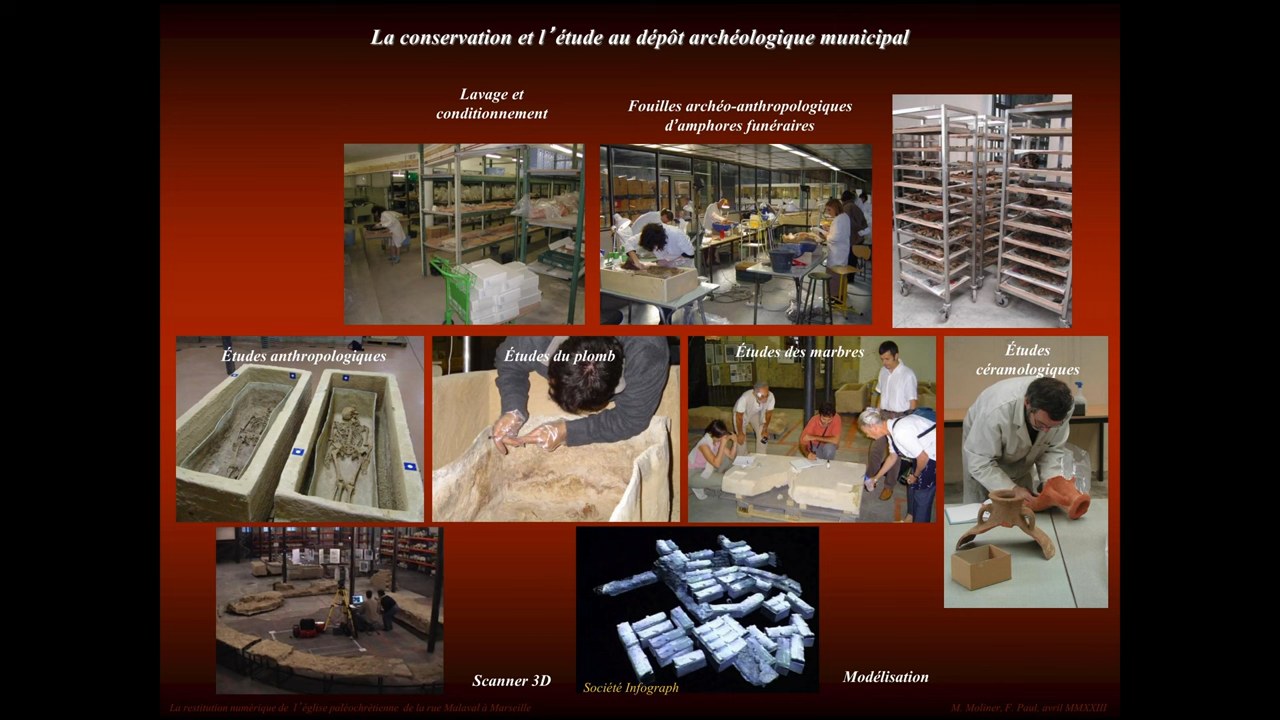 La conservation et l’étude au dépôt archéologique municipal
Lavage et
conditionnement
Fouilles archéo-anthropologiques
d’amphores funéraires
Études anthropologiques
Études du plomb
Études des marbres
Études
céramologiques
Scanner 3D
Société Infograph
Modélisation
La restitution numérique de l’église paléochrétienne de la rue Malaval à Marseille
M. Moliner, F. Paul, avril MMXXIII